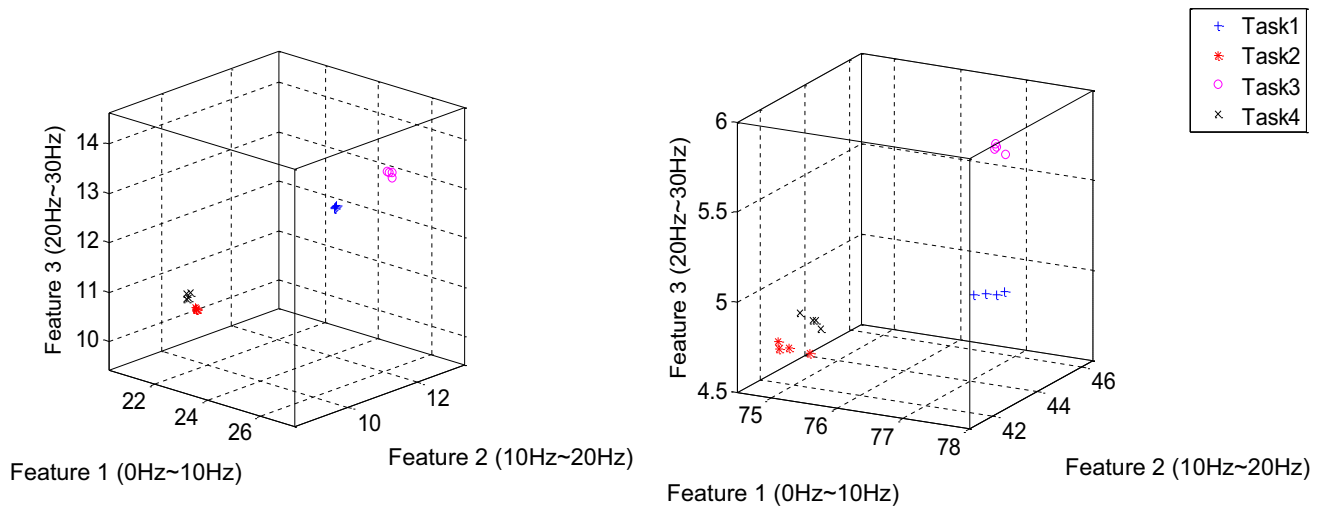 14
13
12
11
10
Feature 3 (20Hz~30Hz)
22
24
26
10
12
Feature 1 (0Hz~10Hz)
Feature 2 (10Hz~20Hz)
6
5.5
5
4.5
Feature 3 (20Hz~30Hz)
75
76
77
78
42
44
46
Feature 1 (0Hz~10Hz)
Feature 2 (10Hz~20Hz)
Task1
Task2
Task3
Task4